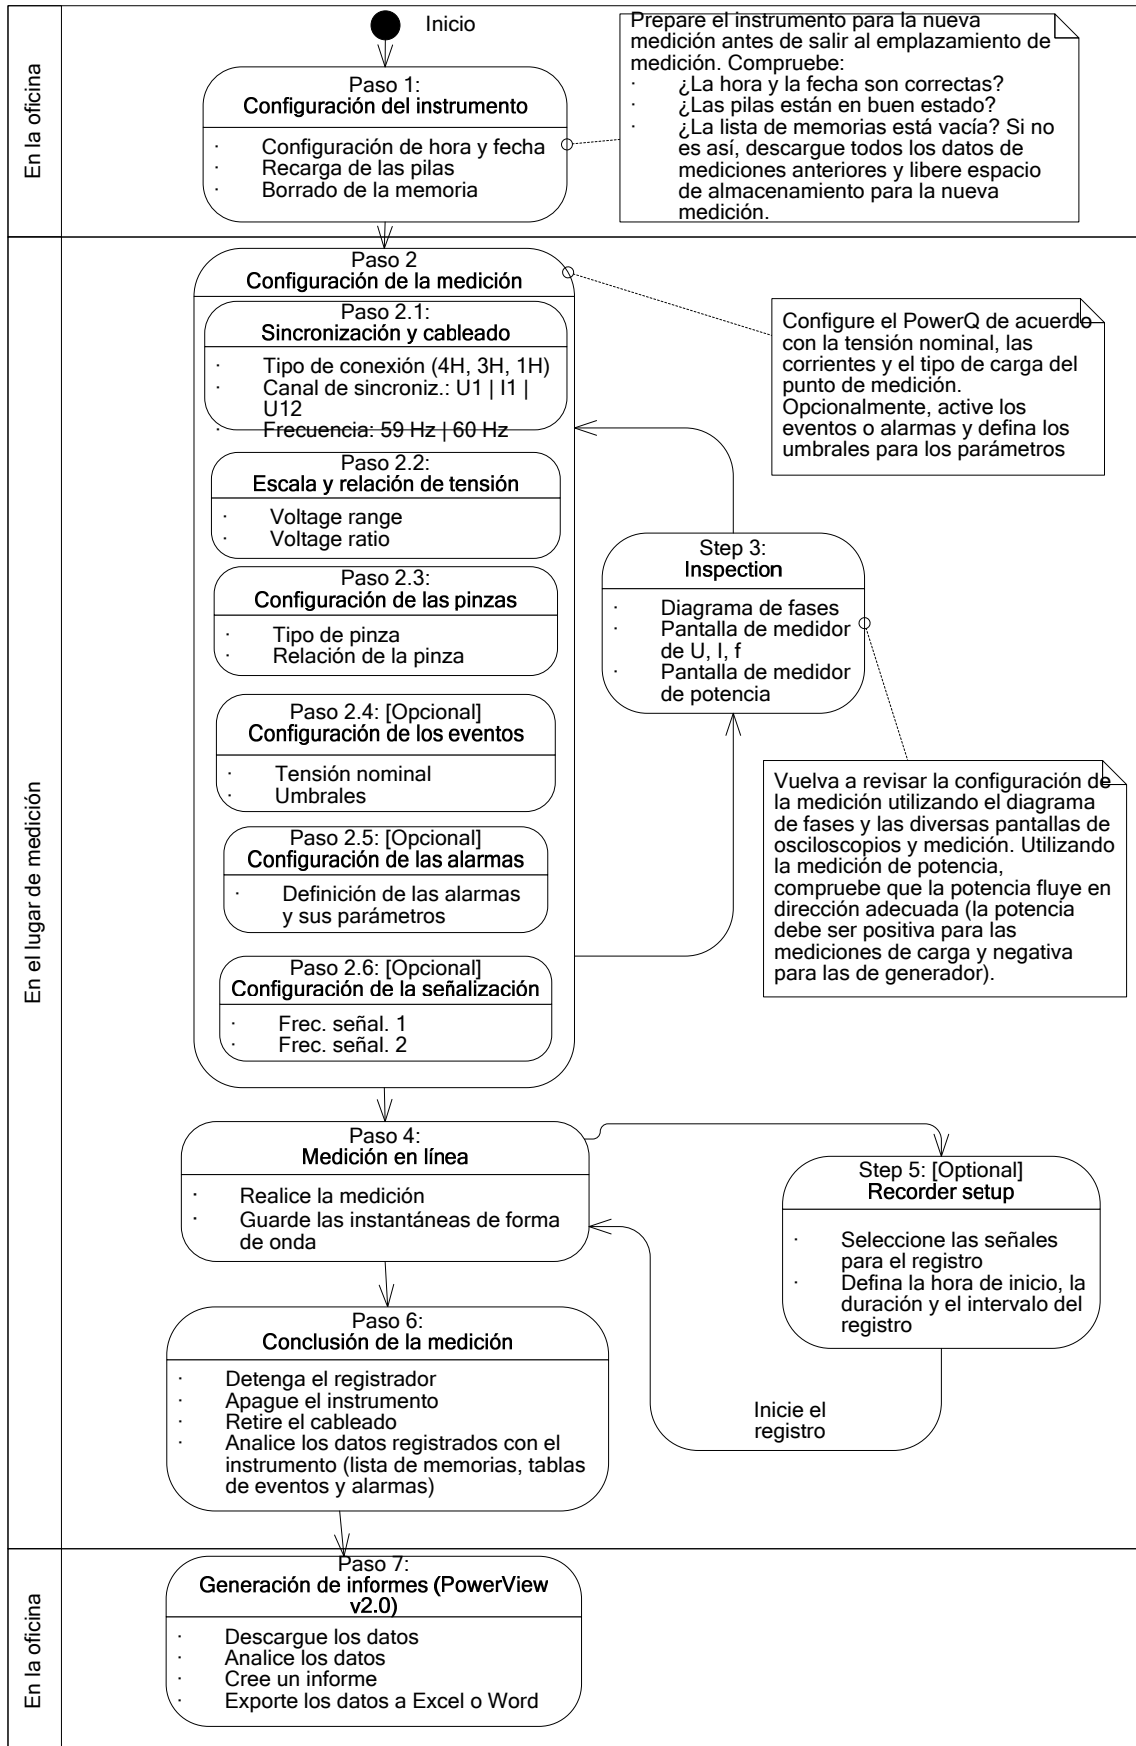 En la oficina
Inicio
Paso 1:
Configuración del instrumento
· Configuración de hora y fecha
· Recarga de las pilas
· Borrado de la memoria
Prepare el instrumento para la nueva
medición antes de salir al emplazamiento de
medición. Compruebe:
· ¿La hora y la fecha son correctas?
· ¿Las pilas están en buen estado?
· ¿La lista de memorias está vacía? Si no
es así, descargue todos los datos de
mediciones anteriores y libere espacio
de almacenamiento para la nueva
medición.
En el lugar de medición
Paso 2
Configuración de la medición
Paso 2.1:
Sincronización y cableado
· Tipo de conexión (4H, 3H, 1H)
· Canal de sincroniz.: U1 | I1 |
U12
· Frecuencia: 59 Hz | 60 Hz
Paso 2.2:
Escala y relación de tensión
· Voltage range
· Voltage ratio
Paso 2.3:
Configuración de las pinzas
· Tipo de pinza
· Relación de la pinza
Paso 2.4: [Opcional]
Configuración de los eventos
· Tensión nominal
· Umbrales
Paso 2.5: [Opcional]
Configuración de las alarmas
· Definición de las alarmas
y sus parámetros
Paso 2.6: [Opcional]
Configuración de la señalización
· Frec. señal. 1
· Frec. señal. 2
Configure el PowerQ de acuerdo
con la tensión nominal, las
corrientes y el tipo de carga del
punto de medición.
Opcionalmente, active los
eventos o alarmas y defina los
umbrales para los parámetros
Step 3:
Inspection
· Diagrama de fases
· Pantalla de medidor
de U, I, f
· Pantalla de medidor
de potencia
Vuelva a revisar la configuración de
la medición utilizando el diagrama
de fases y las diversas pantallas de
osciloscopios y medición. Utilizando
la medición de potencia,
compruebe que la potencia fluye en
dirección adecuada (la potencia
debe ser positiva para las
mediciones de carga y negativa
para las de generador).
Paso 4:
Medición en línea
· Realice la medición
· Guarde las instantáneas de forma
de onda
Step 5: [Optional]
Recorder setup
· Seleccione las señales
para el registro
· Defina la hora de inicio, la
duración y el intervalo del
registro
Inicie el
registro
Paso 6:
Conclusión de la medición
· Detenga el registrador
· Apague el instrumento
· Retire el cableado
· Analice los datos registrados con el
instrumento (lista de memorias, tablas
de eventos y alarmas)
En la oficina
Paso 7:
Generación de informes (PowerView
v2.0)
· Descargue los datos
· Analice los datos
· Cree un informe
· Exporte los datos a Excel o Word